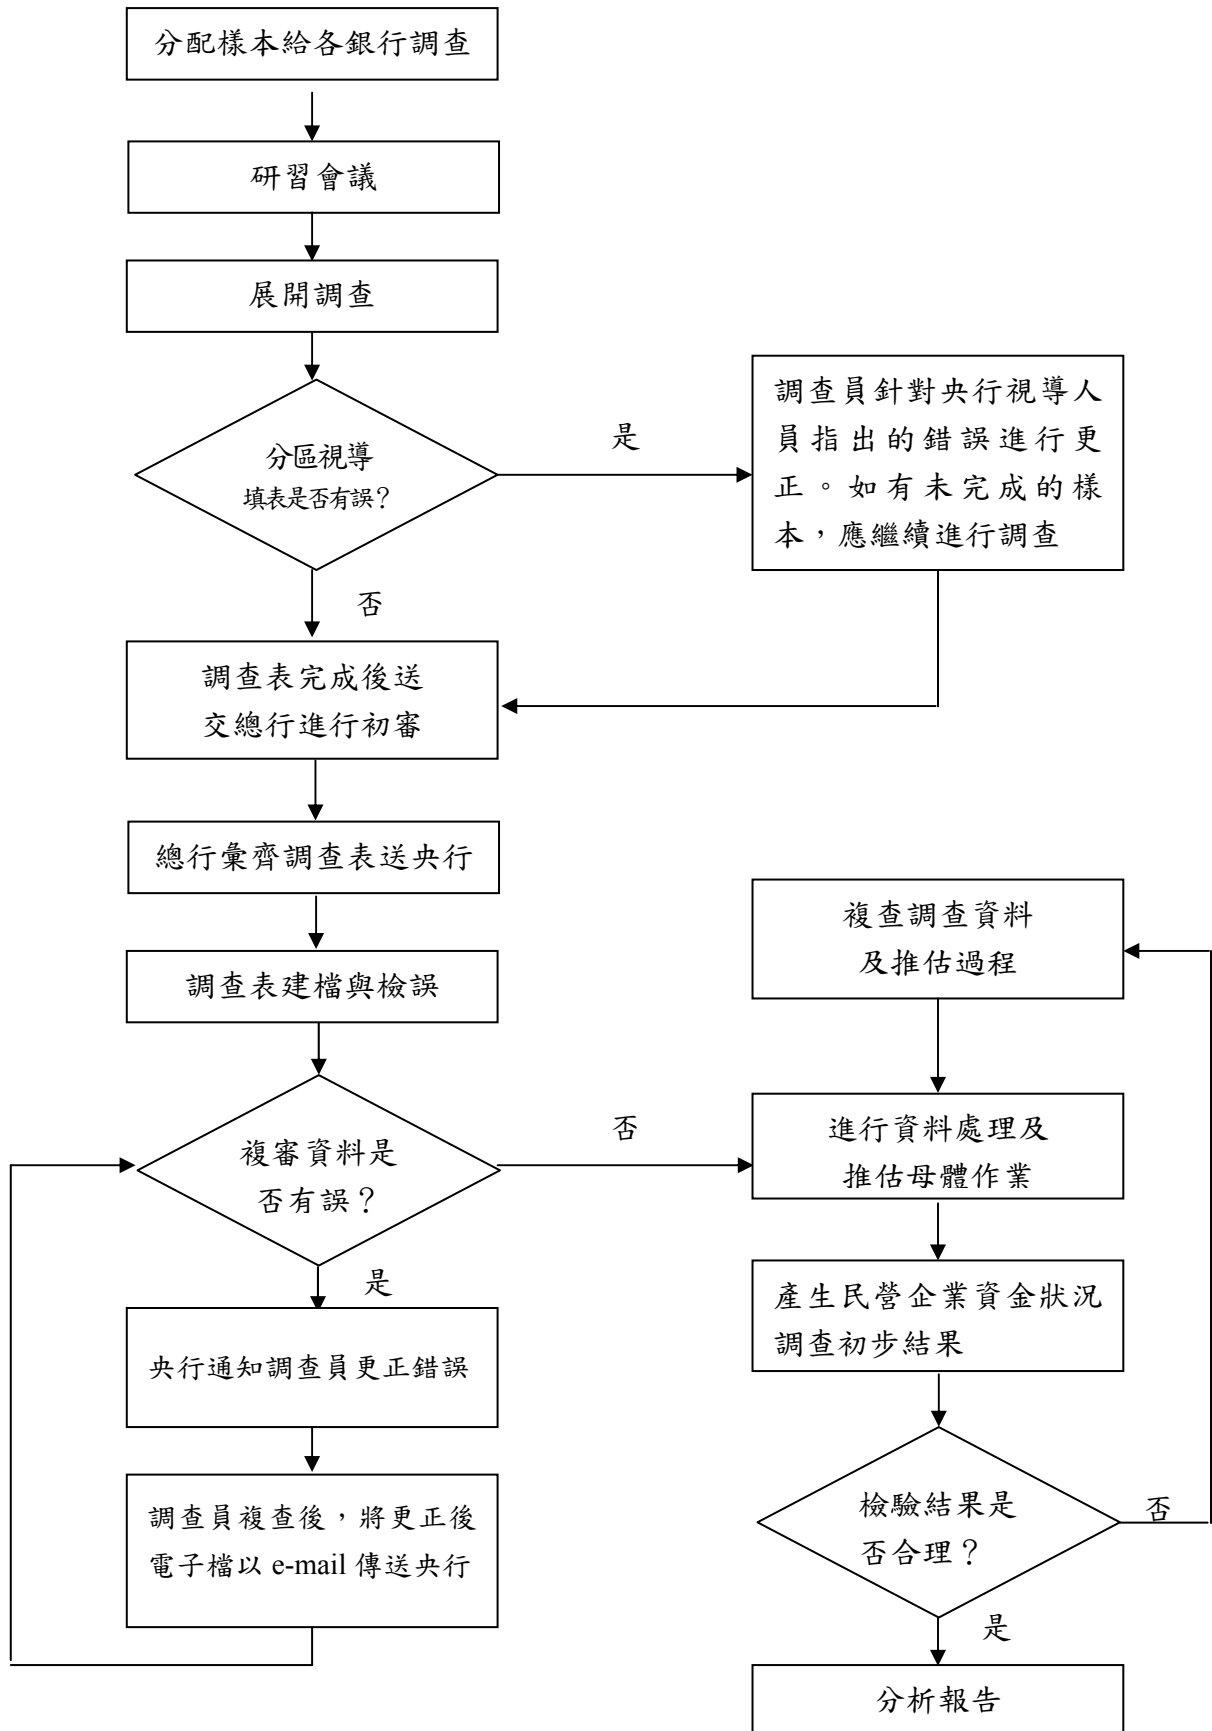 分配樣本給各銀行調查
研習會議
展開調查
分區視導
填表是否有誤？
是
調查員針對央行視導人
員指出的錯誤進行更
正。如有未完成的樣
本，應繼續進行調查
否
調查表完成後送
交總行進行初審
總行彙齊調查表送央行
調查表建檔與檢誤
複審資料是
否有誤？
是
央行通知調查員更正錯誤
調查員複查後，將更正後
電子檔以 e-mail 傳送央行
否
複查調查資料
及推估過程
進行資料處理及
推估母體作業
產生民營企業資金狀況
調查初步結果
檢驗結果是
否合理？
否
是
分析報告